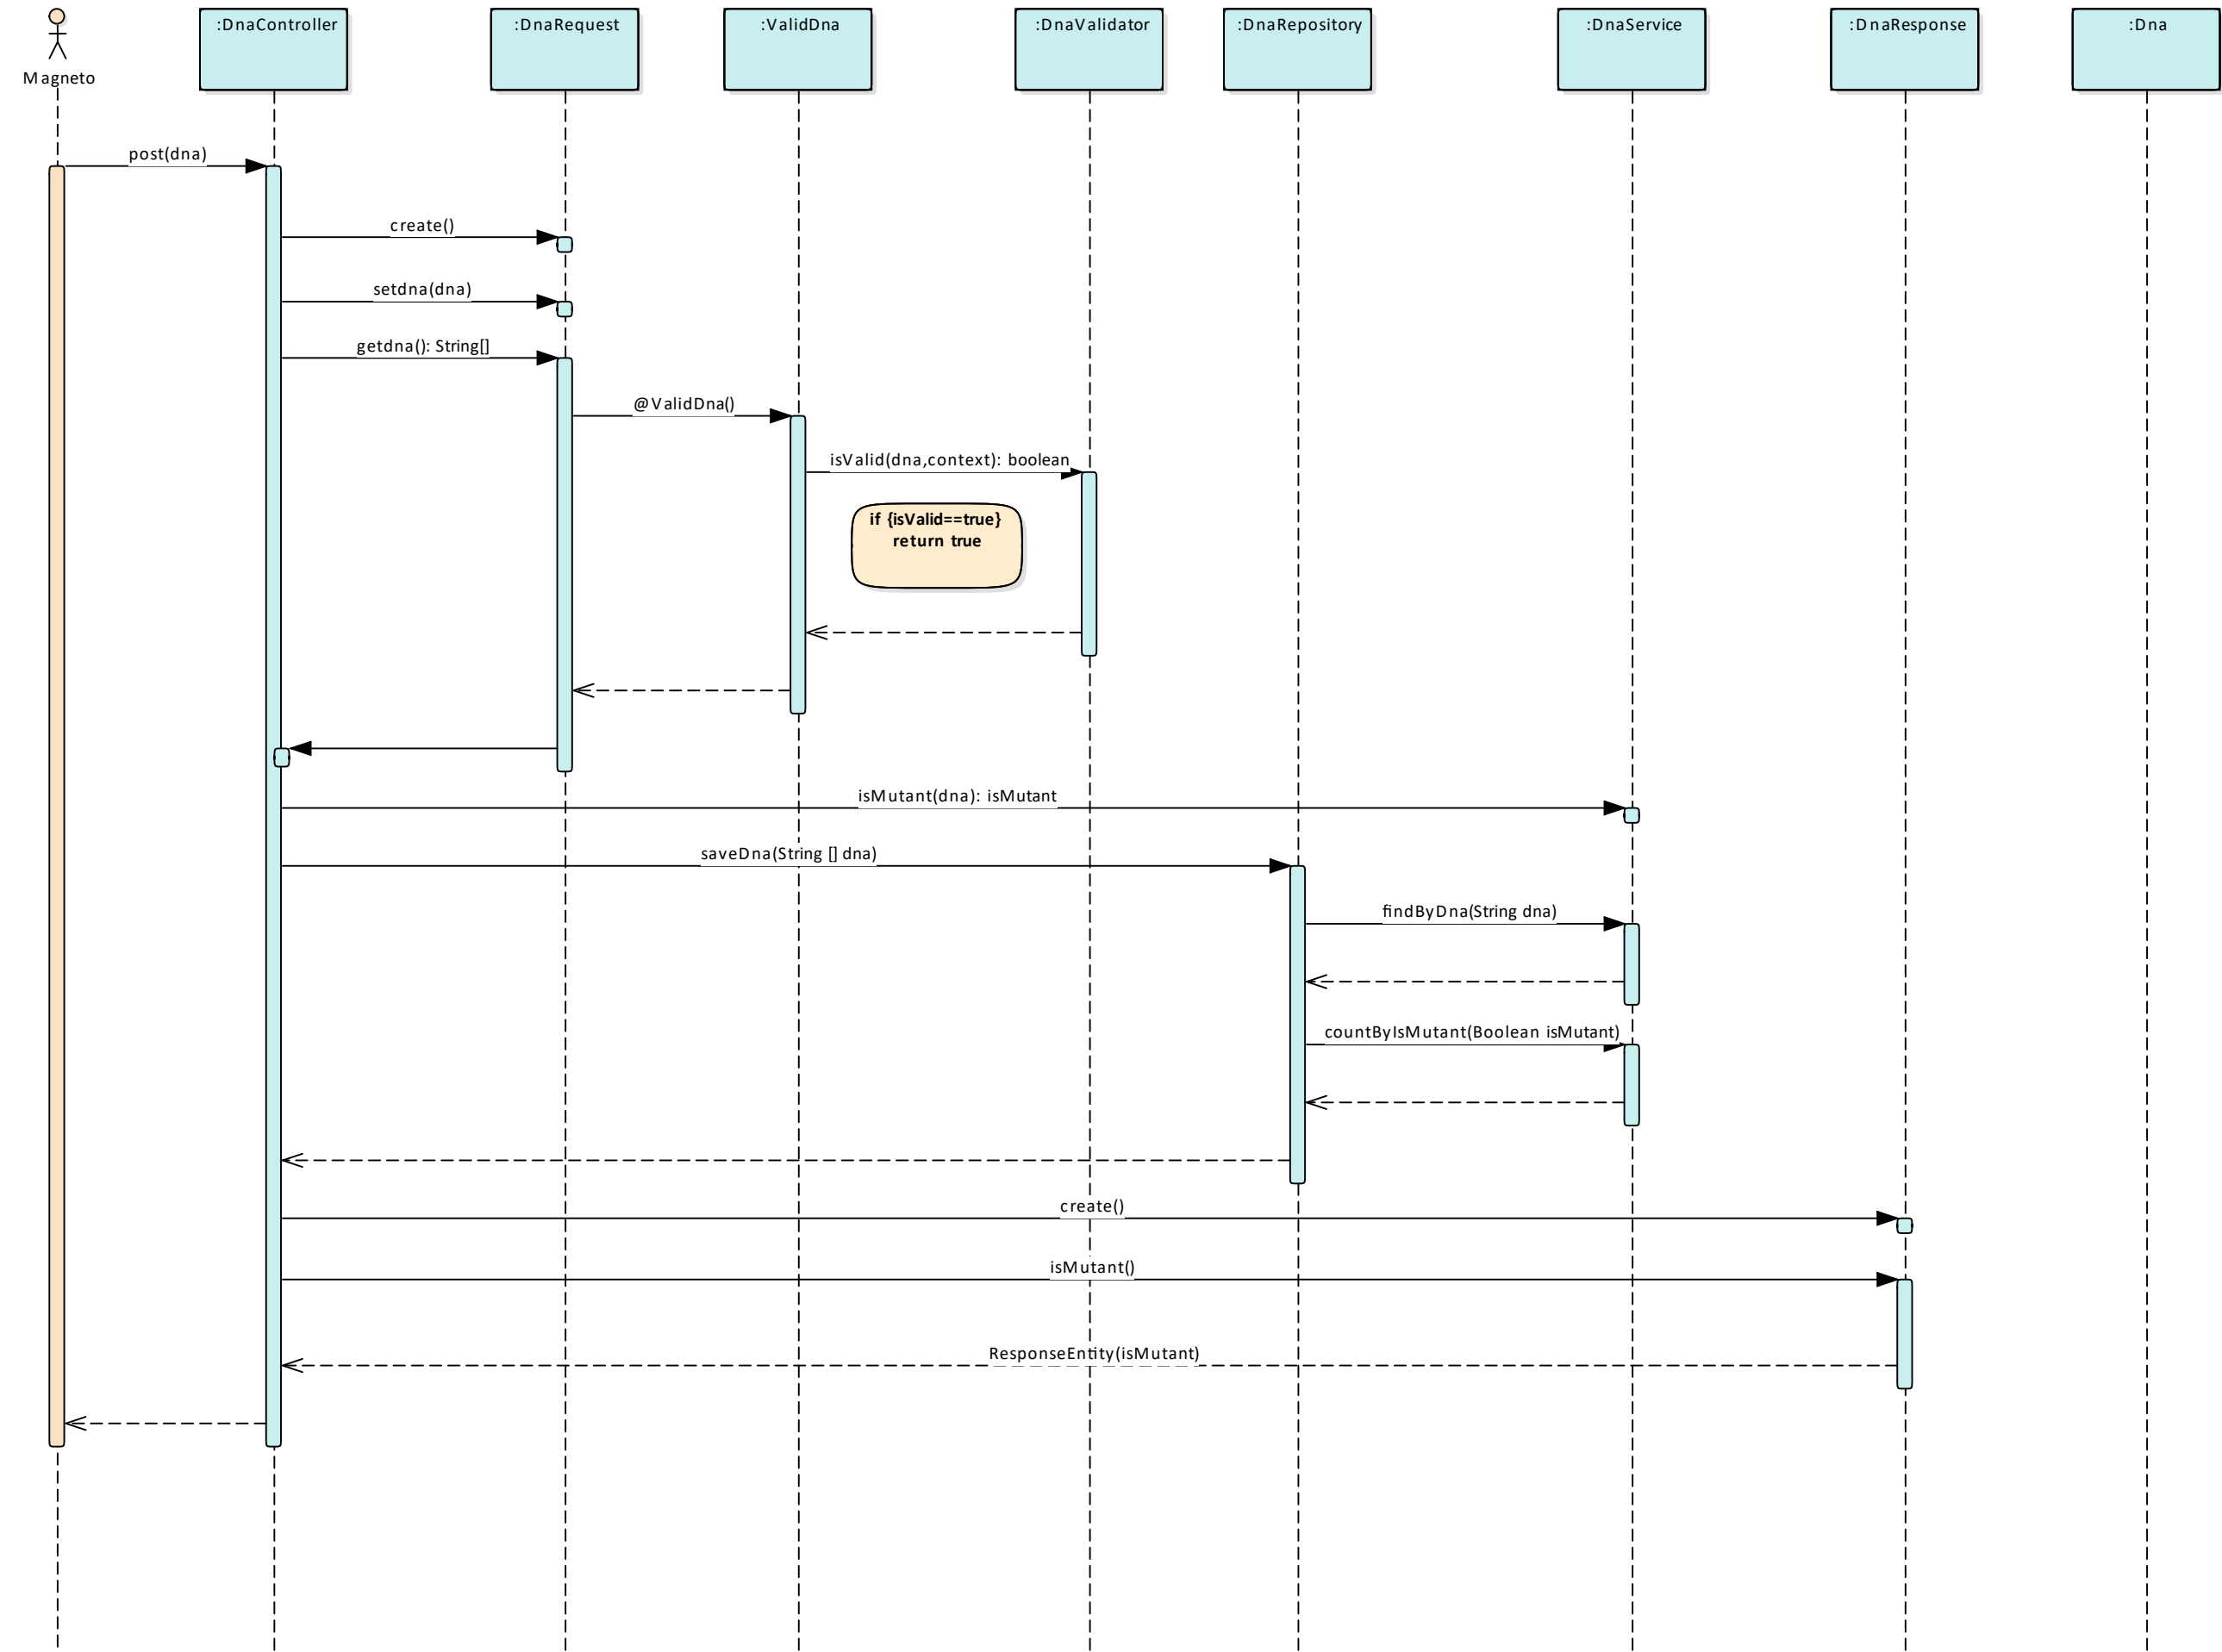 :DnaController
:DnaRequest
:ValidDna
:DnaValidator
:DnaRepository
:DnaService
:DnaResponse
:Dna
Magneto
post(dna)
create()
setdna(dna)
getdna(): String[]
@ValidDna()
isValid(dna,context): boolean
if {isValid==true}
return true
isMutant(dna): isMutant
saveDna(String [] dna)
findByDna(String dna)
countByIsMutant(Boolean isMutant)
create()
isMutant()
ResponseEntity(isMutant)